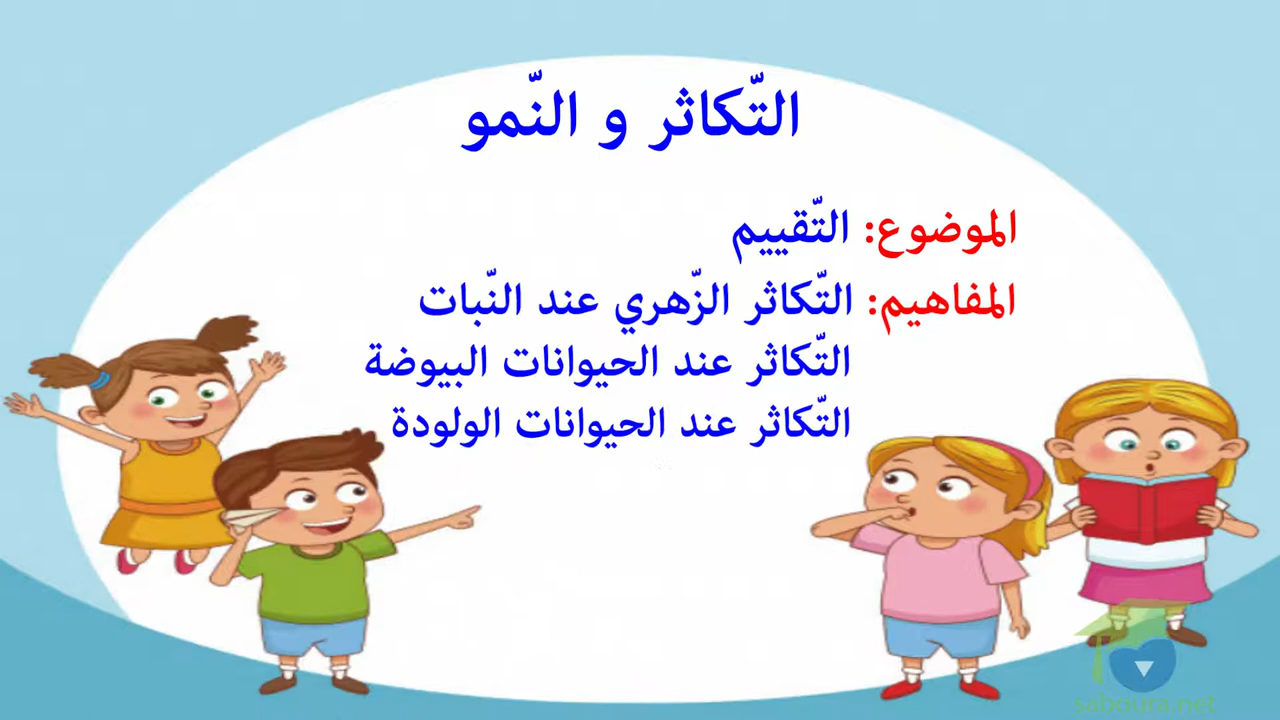 التّكاثر و النّمو
الموضوع: التّقييم
المفاهيم: التّكاثر الزّهري عند النّبات
التّكاثر عند الحيوانات البيوضة
التّكاثر عند الحيوانات الولودة
saboura.net